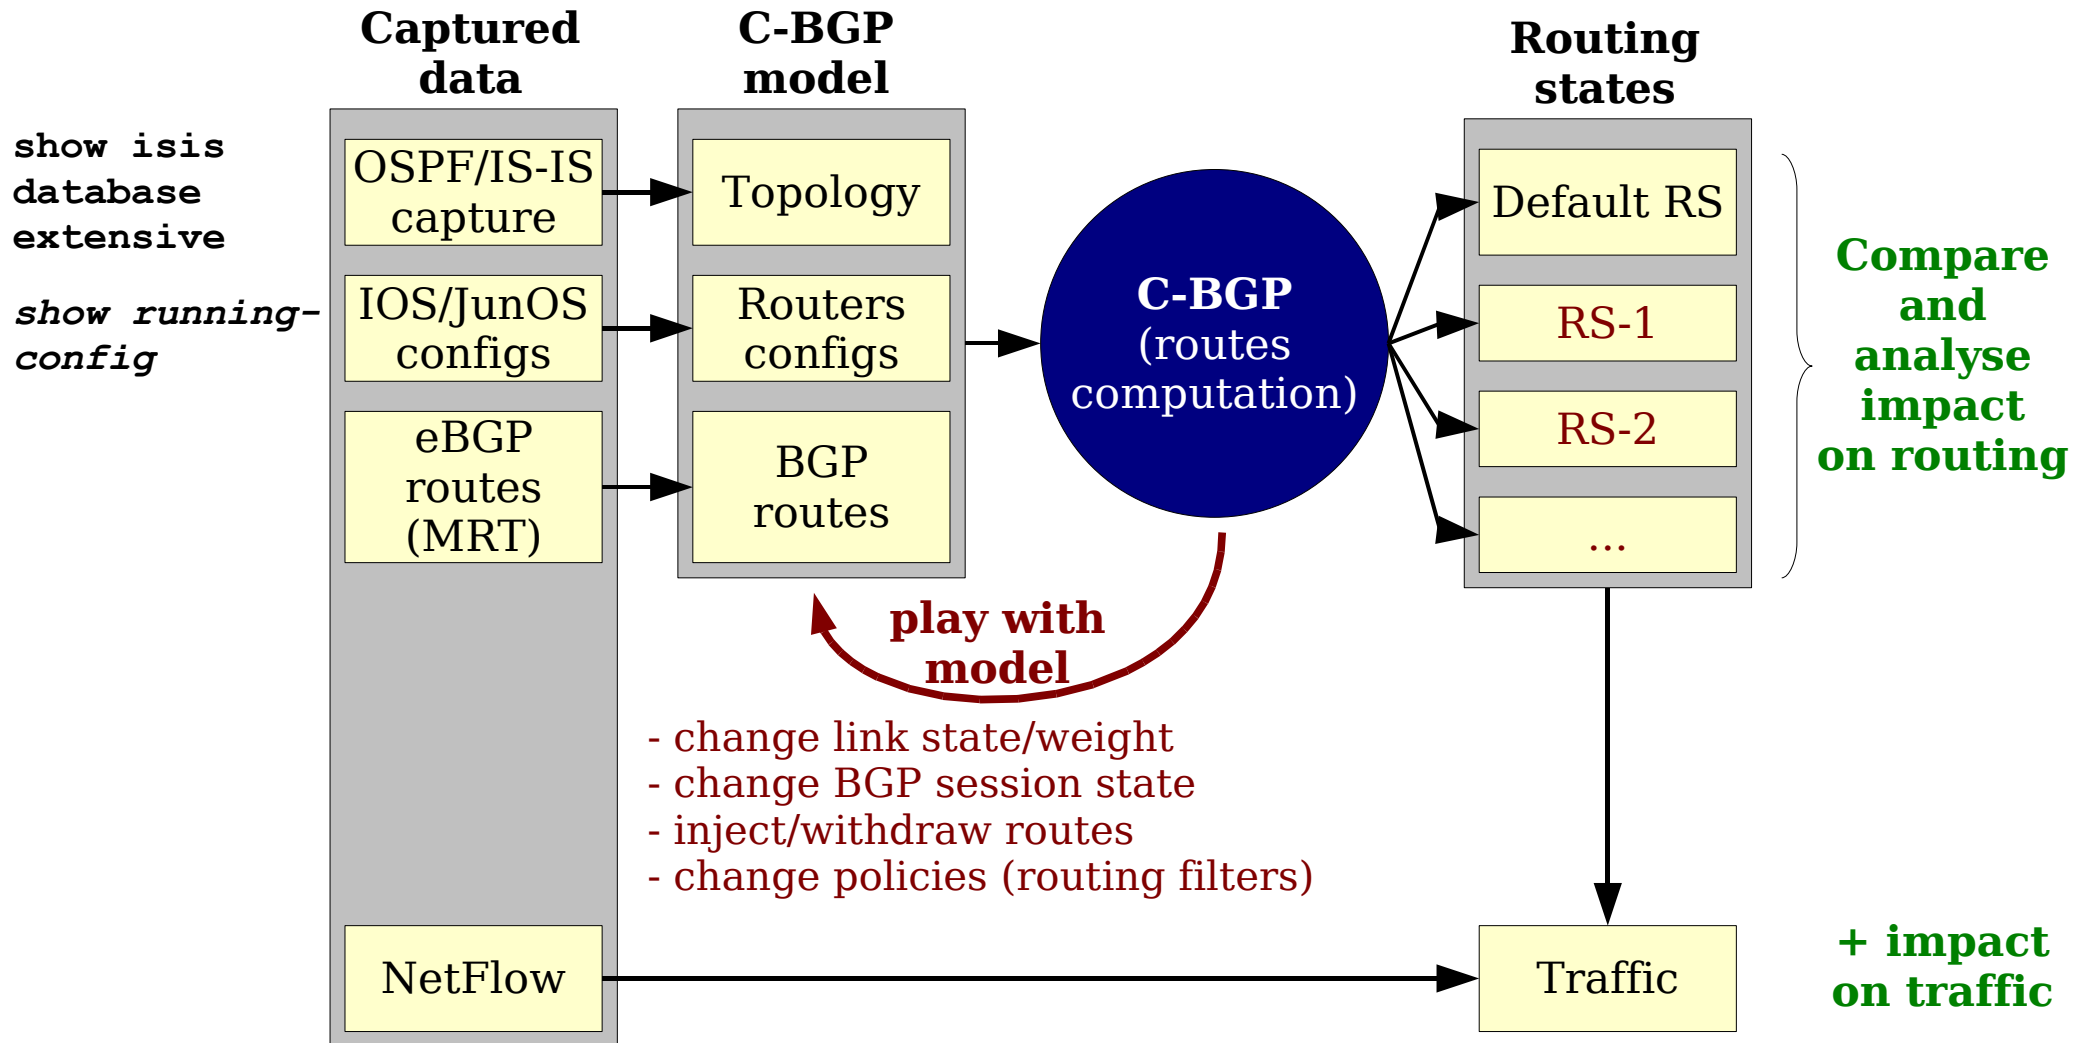 Captured
data
C-BGP
model
Routing
states
show isis
database
extensive
show running-
config
OSPF/IS-IS
capture
IOS/JunOS
configs
eBGP
routes
(MRT)
NetFlow
Topology
Routers
configs
BGP
routes
C-BGP
(routes
computation)
play with
model
- change link state/weight
- change BGP session state
- inject/withdraw routes
- change policies (routing filters)
Default RS
RS-1
RS-2
...
Traffic
Compare
and
analyse
impact
on routing
+ impact
on traffic